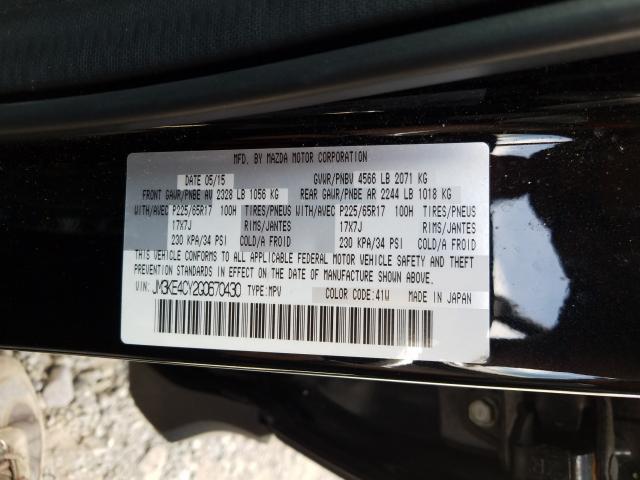 MFD. BY MAZDA MOTOR CORPORATION
DATE 05/15 GVWR/PNBV 4566 LB 2071 KG
FRONT GAWR/PNBE AV 2328 LB 1056 KG REAR GAWR/PNBE AR 2244 LB 1018 KG
WITH/AVEC P225/65R17 100H TIRES/PNEUS WITH/AVEC P225/65R17 100H TIRES/PNEUS
17X7J RIMS/JANTES 17X7J RIMS/JANTES
230 KPA/34 PSI COLD/A FROID 230 KPA/34 PSI COLD/A FROID
THIS VEHICLE CONFORMS TO ALL APPLICABLE FEDERAL MOTOR VEHICLE SAFETY AND THEFT
PREVENTION STANDARDS IN EFFECT ON THE DATE OF MANUFACTURE SHOWN ABOVE.
VIN: JM3KE4CY2G0670430 TYPE:MPV COLOR CODE:41W MADE IN JAPAN